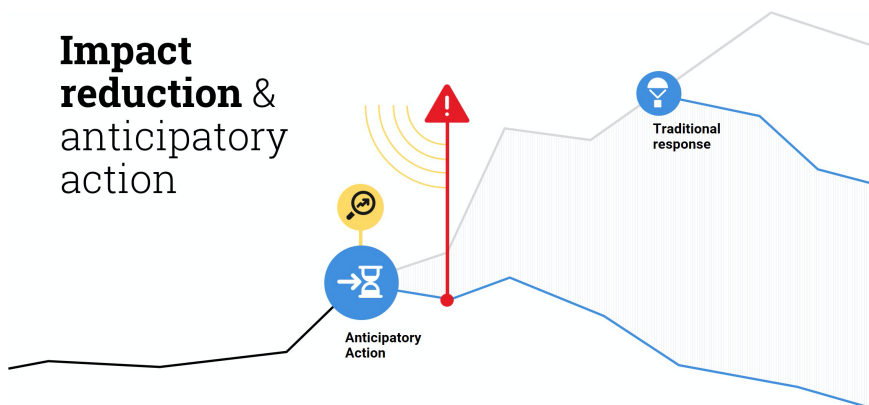 Impact
reduction &
anticipatory
action
Traditional
response
Anticipatory
Action